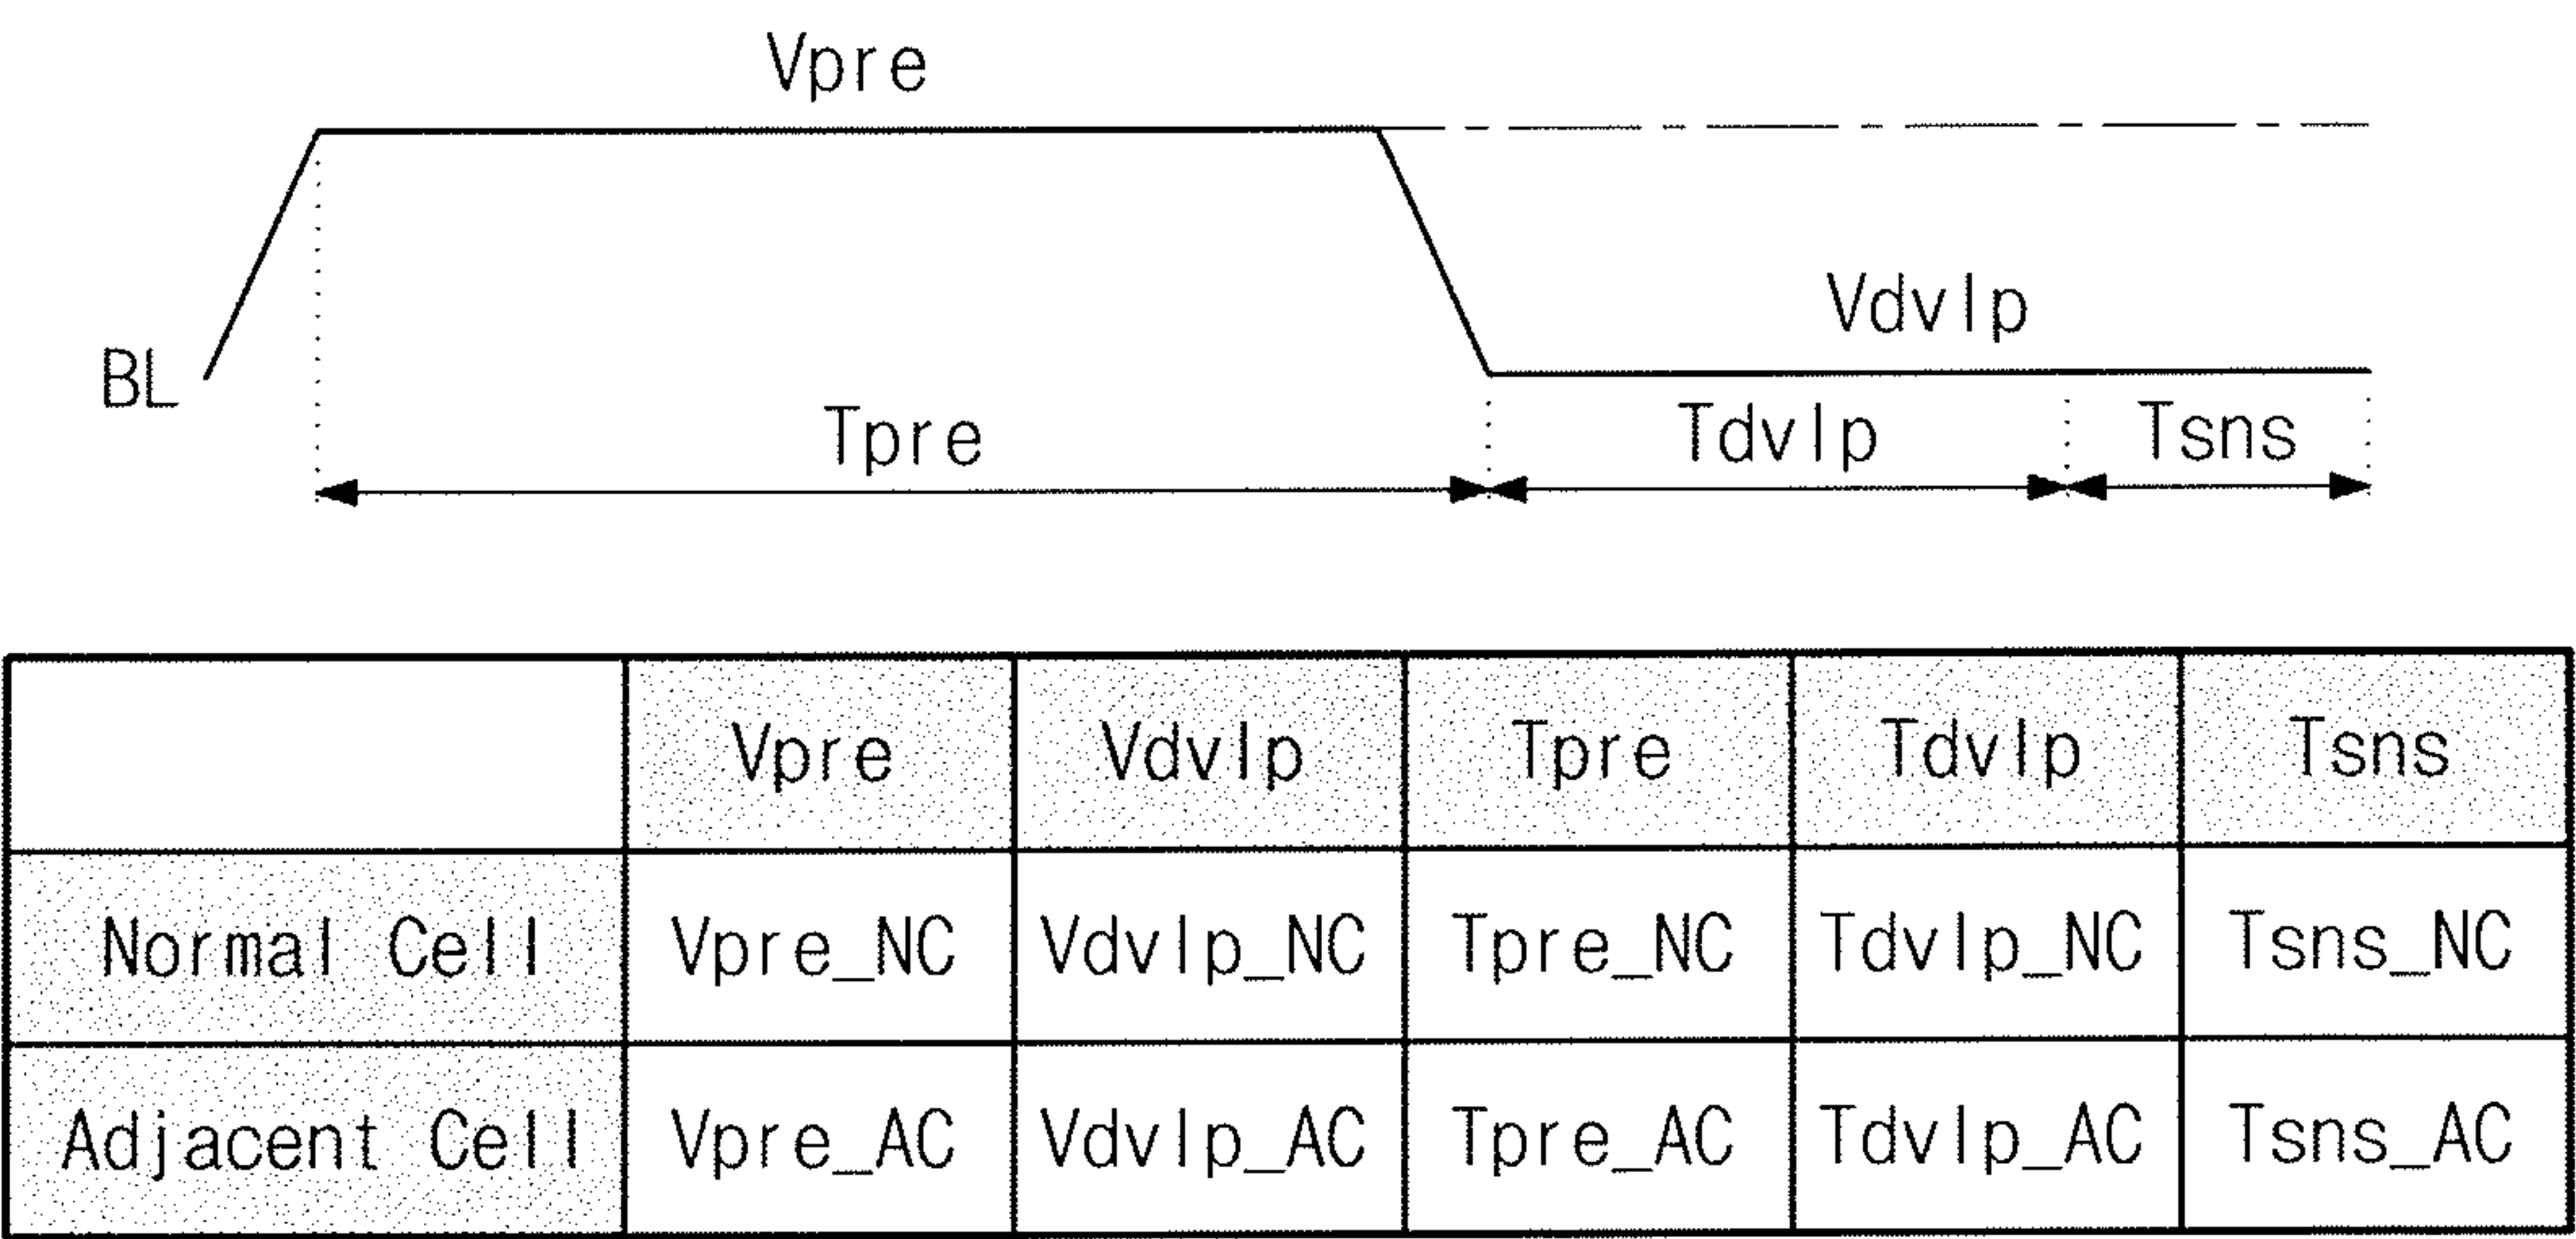 Vpre
Vdvlp
BL
Tpre Tdvlp Tsns
Vpre Vdvlp Tpre Tdvlp Tsns
Normal Cell Vpre_NC Vdvlp_NC Tpre_NC Tdvlp_NC Tsns_NC
Adjacent Cell Vpre_AC Vdvlp_AC Tpre_AC Tdvlp_AC Tsns_AC